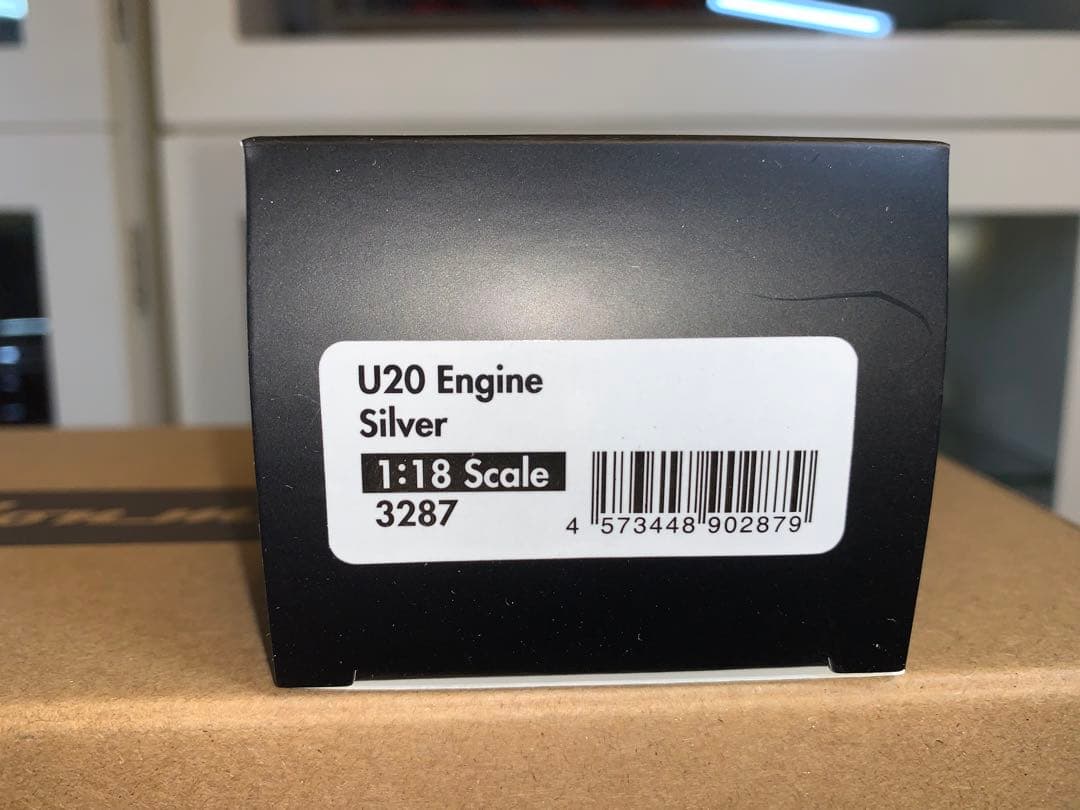 U20 Engine
Silver
1:18 Scale
3287
4 573448 902879